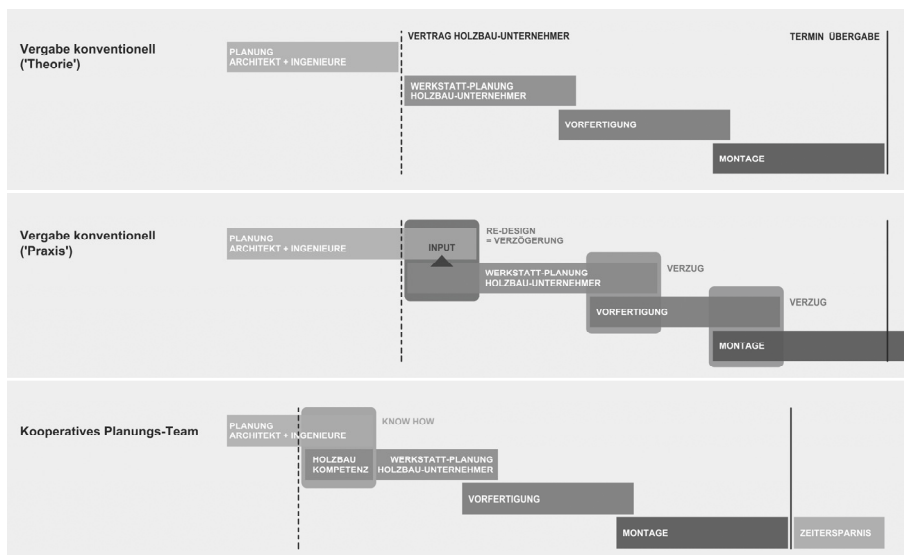 Vergabe konventionell
('Theorie')
PLANUNG
ARCHITEKT + INGENIEURE
VERTRAG HOLZBAU-UNTERNEHMER
TERMIN ÜBERGABE
WERKSTATT-PLANUNG
HOLZBAU-UNTERNEHMER
VORFERTIGUNG
MONTAGE
Vergabe konventionell
('Praxis')
PLANUNG
ARCHITEKT + INGENIEURE
INPUT
RE-DESIGN
= VERZÖGERUNG
WERKSTATT-PLANUNG
HOLZBAU-UNTERNEHMER
VERZUG
VORFERTIGUNG
VERZUG
MONTAGE
Kooperatives Planungs-Team
PLANUNG
ARCHITEKT + INGENIEURE
KNOW HOW
HOLZBAU
KOMPETENZ
WERKSTATT-PLANUNG
HOLZBAU-UNTERNEHMER
VORFERTIGUNG
MONTAGE
ZEITERSPARNIS